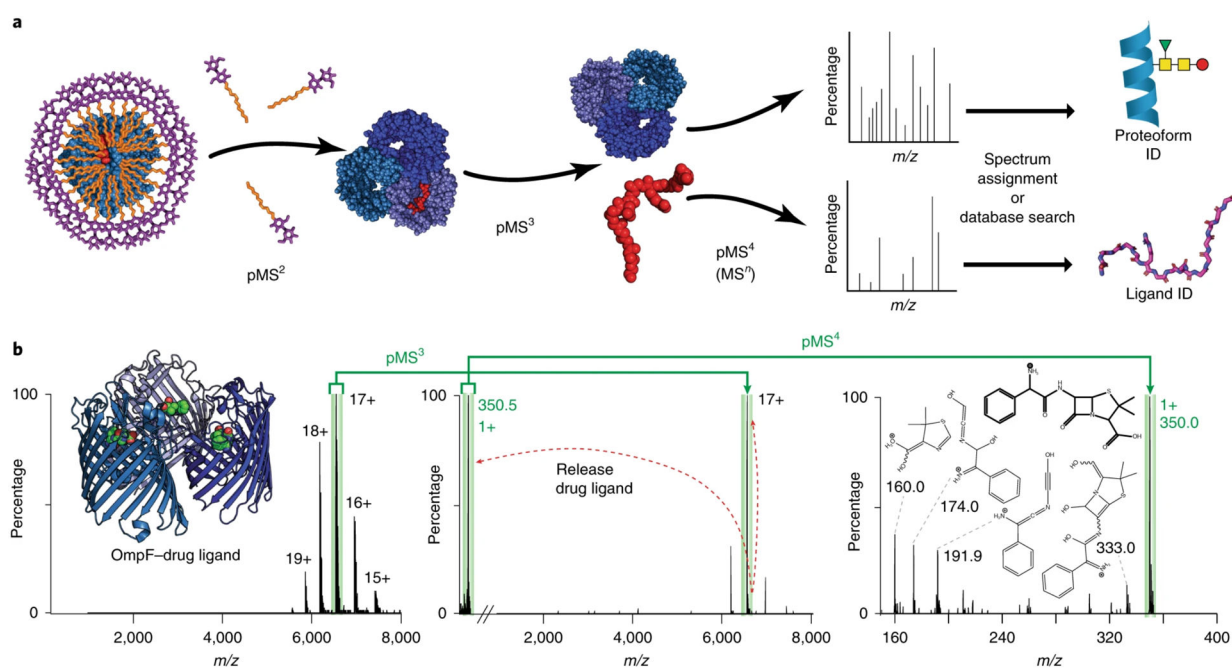 a
pMS²
pMS³
pMS⁴
(MSⁿ)
Percentage
m/z
Percentage
m/z
Spectrum
assignment
or
database search
Proteoform
ID
Ligand ID
b
pMS³
pMS⁴
100
Percentage
0
OmpF–drug ligand
19+
18+
17+
16+
15+
2,000
4,000
6,000
8,000
m/z
100
Percentage
0
350.5
1+
Release
drug ligand
17+
2,000
4,000
6,000
8,000
m/z
100
Percentage
0
160.0
174.0
191.9
333.0
1+
350.0
160
240
320
400
m/z